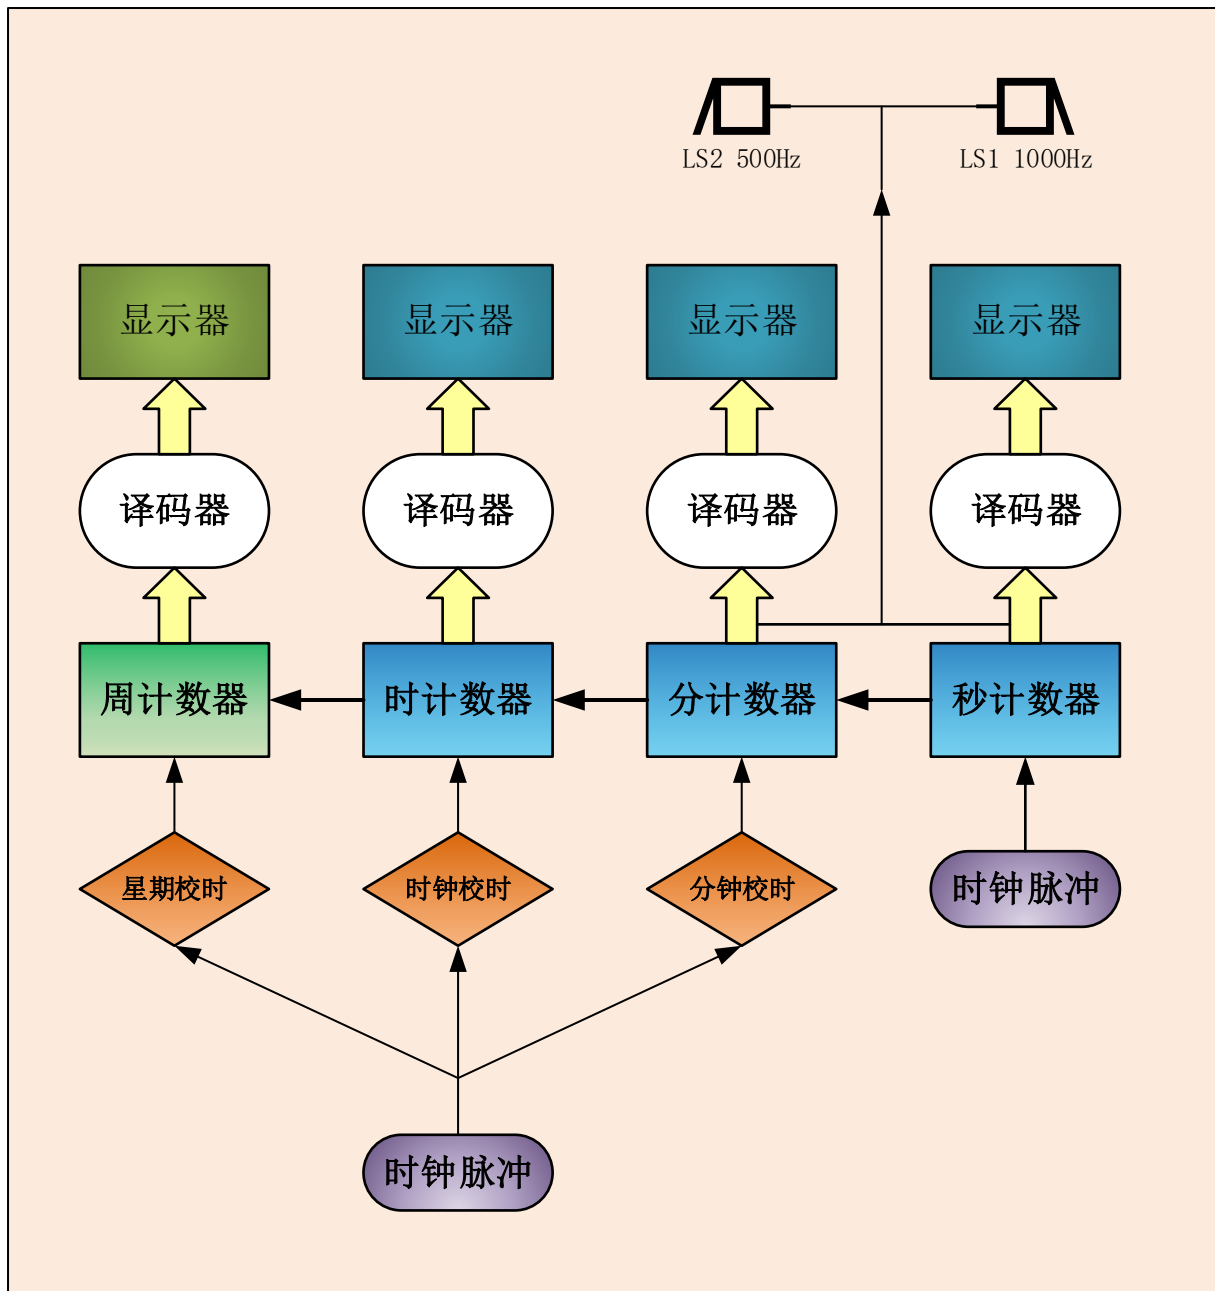 LS2 500Hz
LS1 1000Hz
显示器
显示器
显示器
显示器
译码器
译码器
译码器
译码器
周计数器
时计数器
分计数器
秒计数器
星期校时
时钟校时
分钟校时
时钟脉冲
时钟脉冲